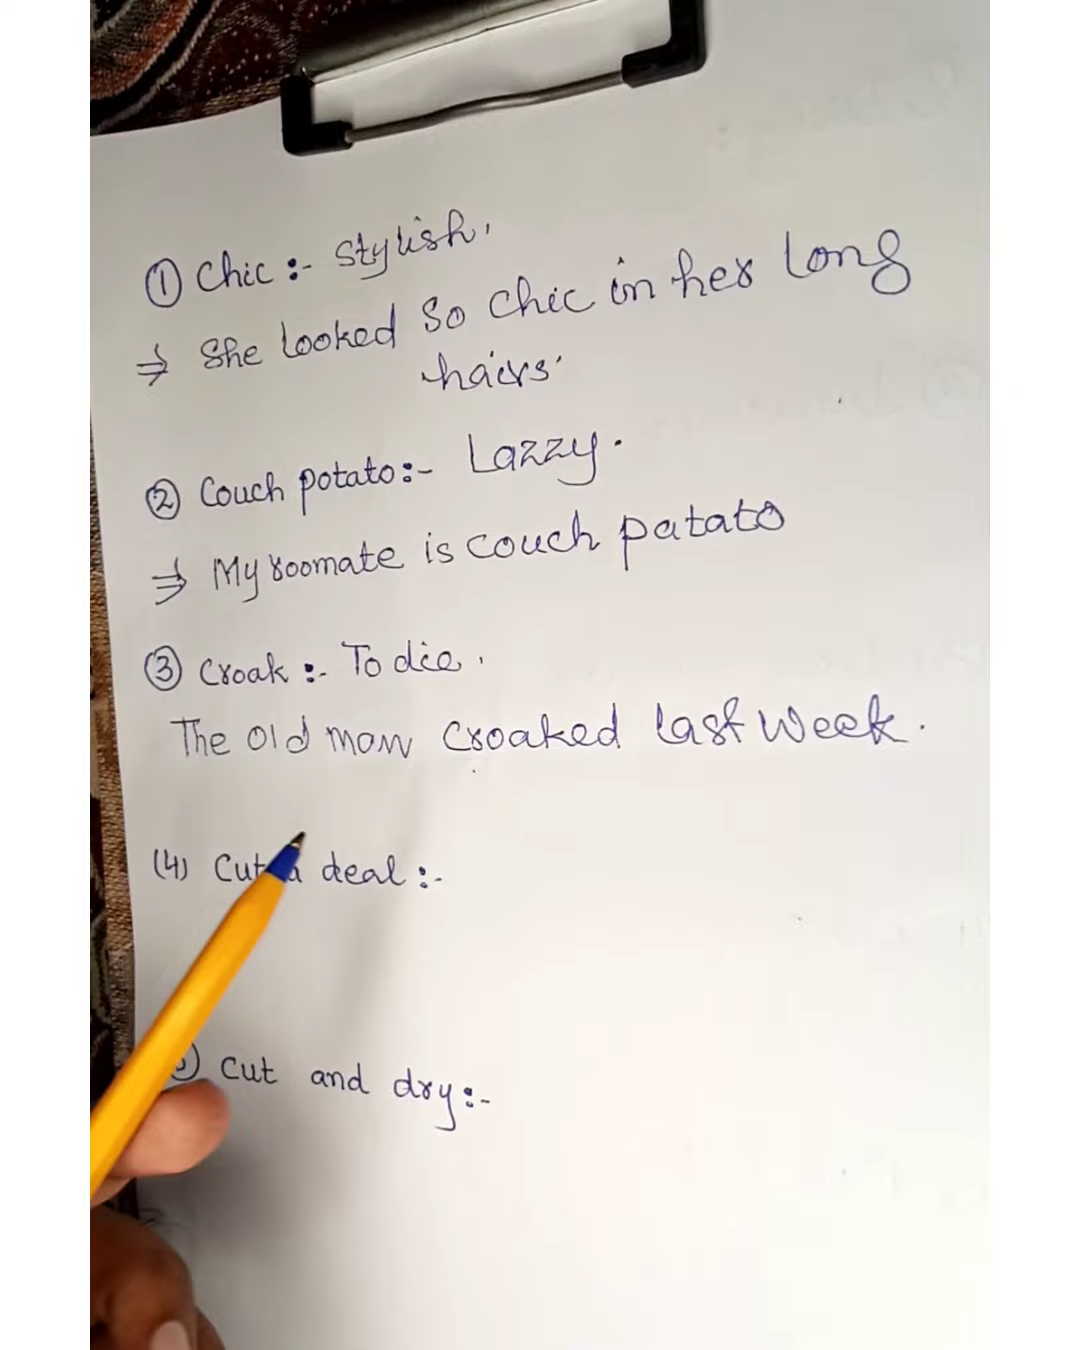 ① Chic :- Stylish.
⇒ She looked So Chic in her long
hairs.
② Couch potato :- Lazzy.
⇒ My roomate is couch patato
③ Croak :- To die.
The old man Croaked last Week.
(4) Cut a deal :-
Cut and dry :-